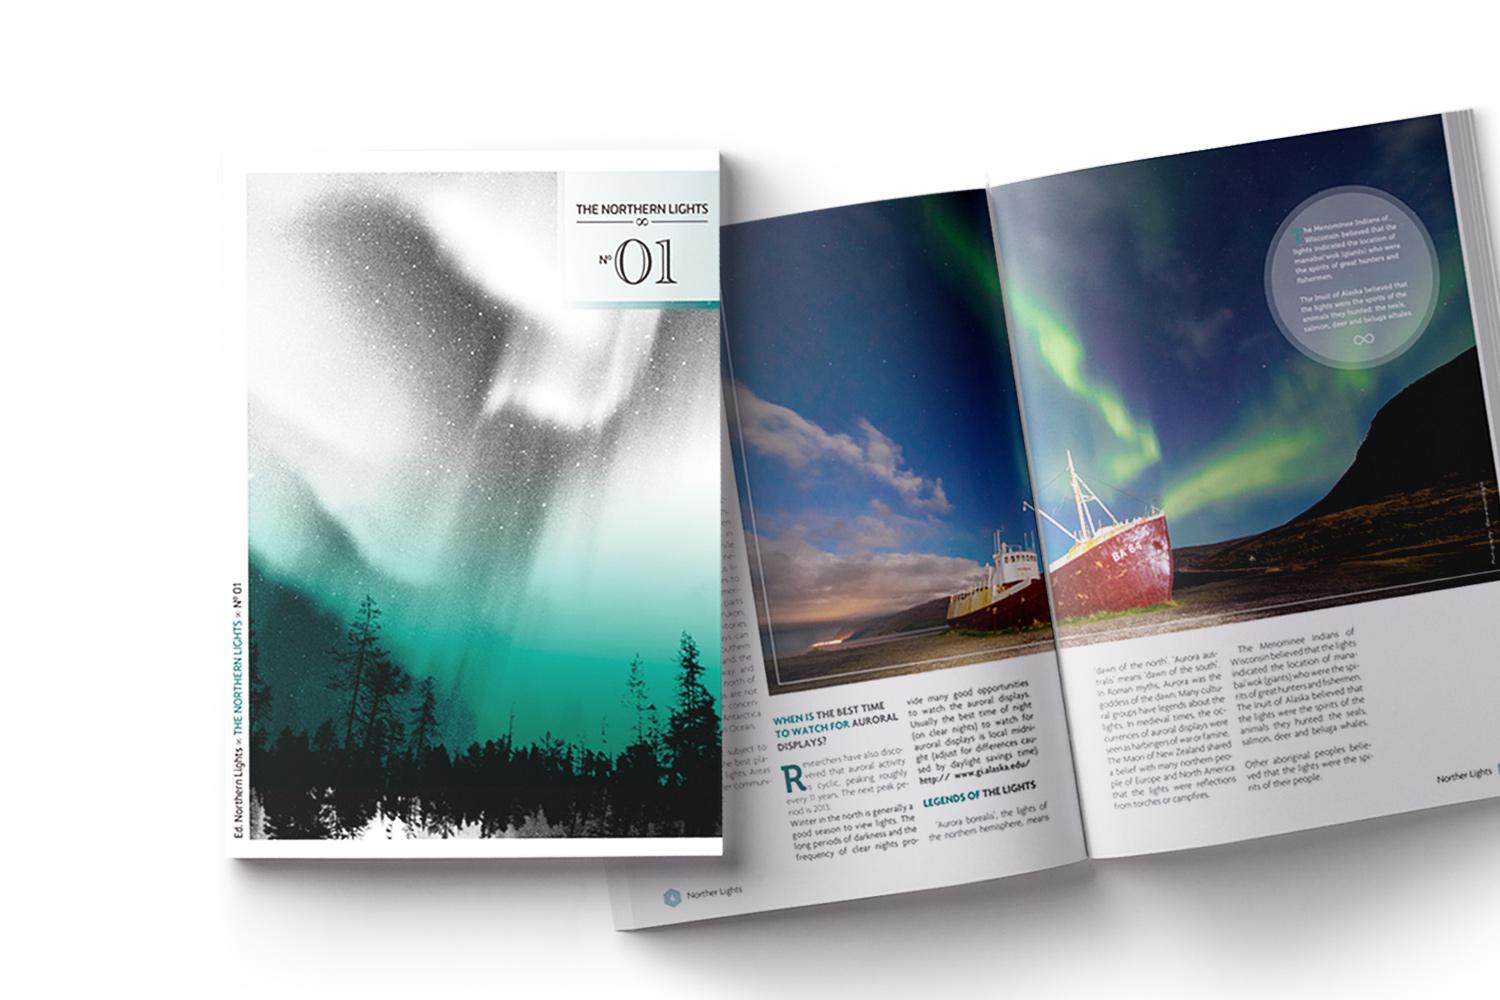 THE NORTHERN LIGHTS
∞
Nº 01
Ed. Northern Lights ∞ THE NORTHERN LIGHTS ∞ Nº 01
The Menominee Indians of
Wisconsin believed that the
lights indicated the location of
manabai'wok (giants) who were
the spirits of great hunters and
fishermen.
The Inuit of Alaska believed that
the lights were the spirits of the
animals they hunted: the seals,
salmon, deer and beluga whales.
∞
BA 64
WHEN IS THE BEST TIME
TO WATCH FOR AURORAL
DISPLAYS?
Researchers have also disco-
vered that auroral activity
is cyclic, peaking roughly
every 11 years. The next peak pe-
riod is 2013.
Winter in the north is generally a
good season to view lights. The
long periods of darkness and the
frequency of clear nights pro-
vide many good opportunities
to watch the auroral displays.
Usually the best time of night
(on clear nights) to watch for
auroral displays is local midni-
ght (adjust for differences cau-
sed by daylight savings time).
http:// www.gi.alaska.edu/
LEGENDS OF THE LIGHTS
'Aurora borealis', the lights of
the northern hemisphere, means
'dawn of the north'. 'Aurora aus-
tralis' means 'dawn of the south'.
In Roman myths, Aurora was the
goddess of the dawn. Many cultu-
ral groups have legends about the
lights. In medieval times, the oc-
currences of auroral displays were
seen as harbingers of war or famine.
The Maori of New Zealand shared
a belief with many northern peo-
ple of Europe and North America
that the lights were reflections
from torches or campfires.
The Menominee Indians of
Wisconsin believed that the lights
indicated the location of mana-
bai'wok (giants) who were the spi-
rits of great hunters and fishermen.
The Inuit of Alaska believed that
the lights were the spirits of the
animals they hunted: the seals,
salmon, deer and beluga whales.
Other aboriginal peoples belie-
ved that the lights were the spi-
rits of their people.
6 Norther Lights
Norther Lights